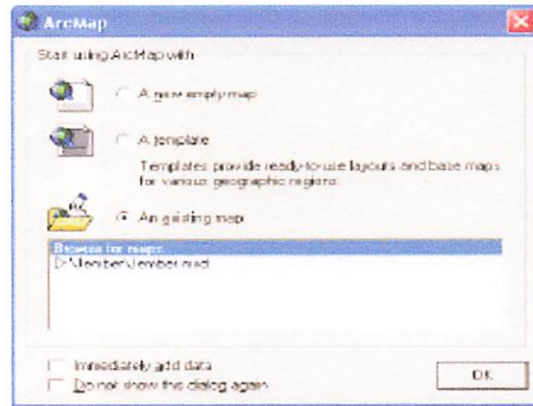 ArcMap
Start using ArcMap with
A new empty map
A template
Templates provide ready-to-use layouts and base maps
for various geographic regions.
An existing map:
Browse for maps...
Immediately add data
Do not show this dialog again
OK